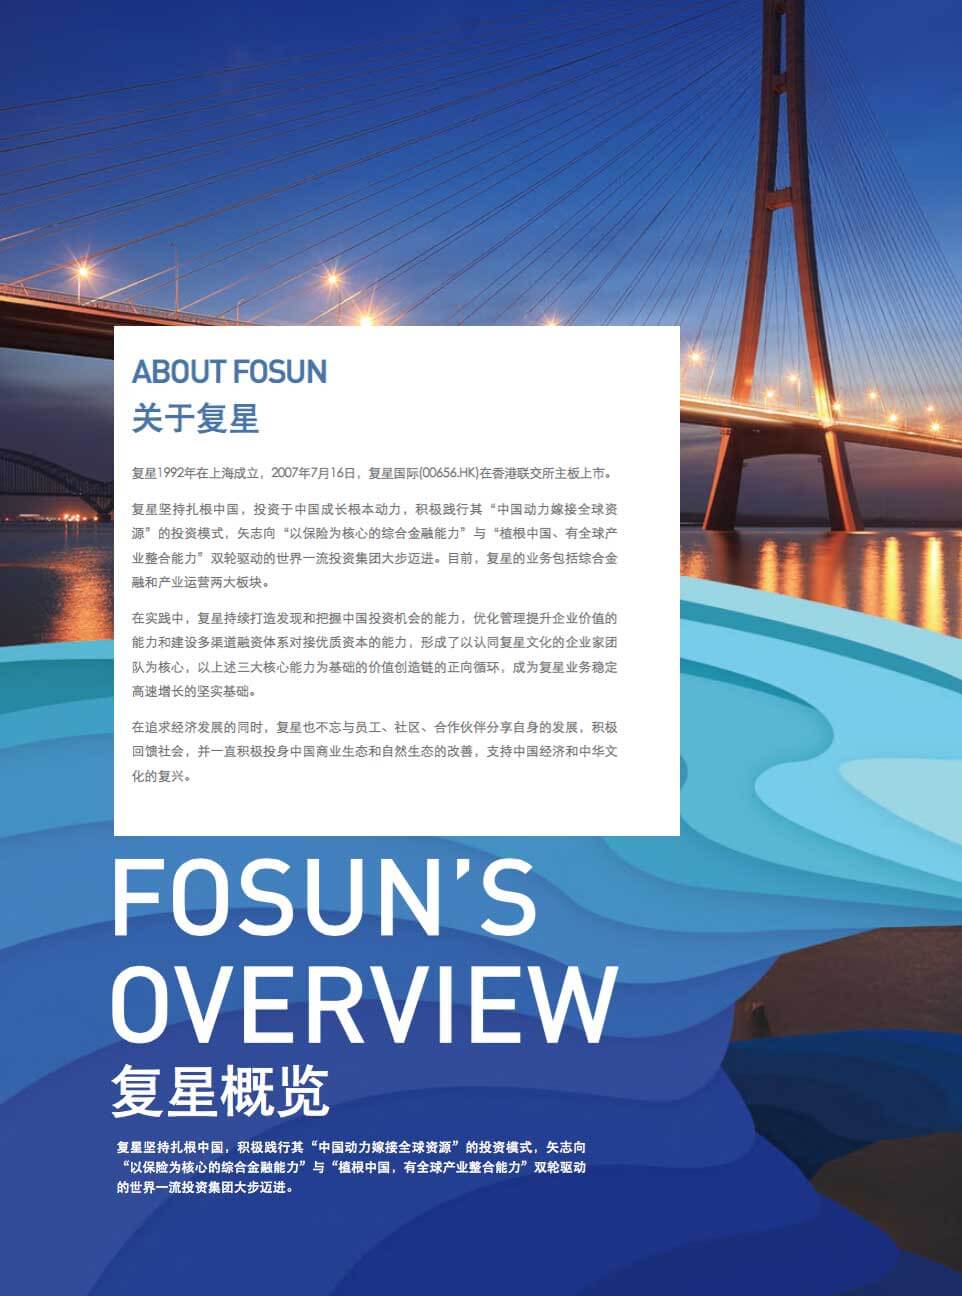 ABOUT FOSUN
关于复星
复星1992年在上海成立，2007年7月16日，复星国际(00656.HK)在香港联交所主板上市。
复星坚持扎根中国，投资于中国成长根本动力，积极践行其“中国动力嫁接全球资
源”的投资模式，矢志向“以保险为核心的综合金融能力”与“植根中国、有全球产
业整合能力”双轮驱动的世界一流投资集团大步迈进。目前，复星的业务包括综合金
融和产业运营两大板块。
在实践中，复星持续打造发现和把握中国投资机会的能力，优化管理提升企业价值的
能力和建设多渠道融资体系对接优质资本的能力，形成了以认同复星文化的企业家团
队为核心，以上述三大核心能力为基础的价值创造链的正向循环，成为复星业务稳定
高速增长的坚实基础。
在追求经济发展的同时，复星也不忘与员工、社区、合作伙伴分享自身的发展，积极
回馈社会，并一直积极投身中国商业生态和自然生态的改善，支持中国经济和中华文
化的复兴。
FOSUN’S
OVERVIEW
复星概览
复星坚持扎根中国，积极践行其“中国动力嫁接全球资源”的投资模式，矢志向
“以保险为核心的综合金融能力”与“植根中国，有全球产业整合能力”双轮驱动
的世界一流投资集团大步迈进。